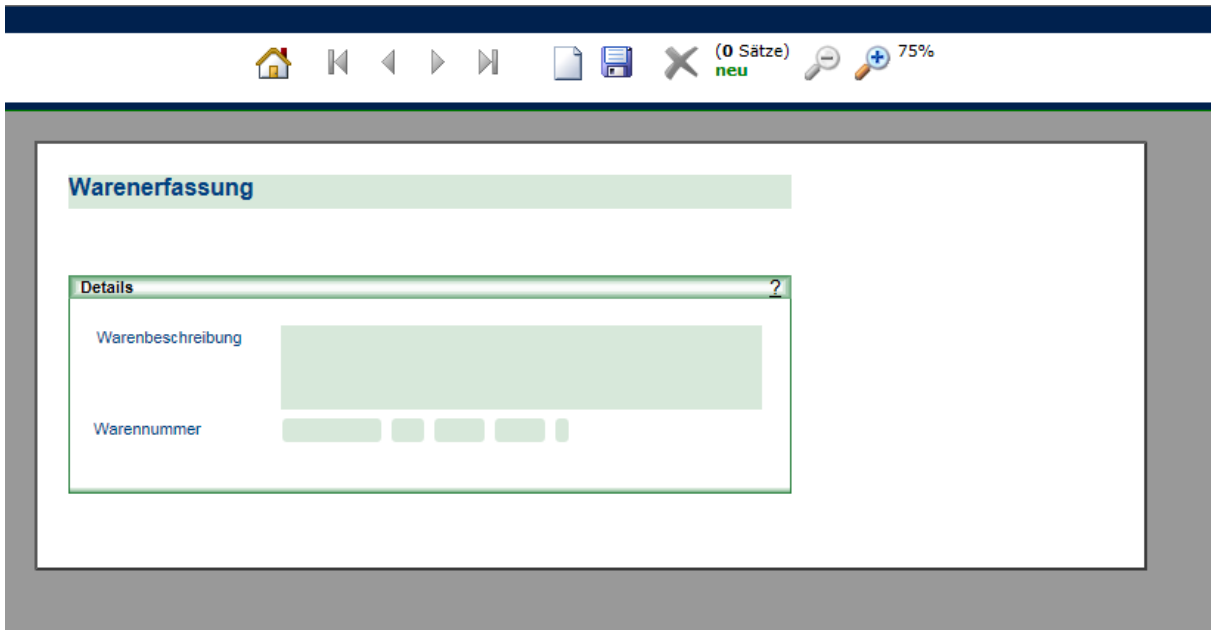 (0 Sätze)
neu
75%
Warenerfassung
Details ?
Warenbeschreibung
Warennummer